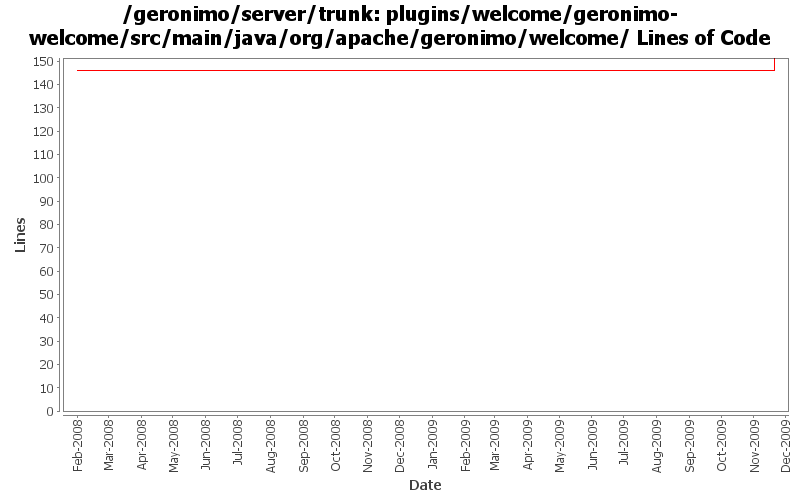 /geronimo/server/trunk: plugins/welcome/geronimo-
welcome/src/main/java/org/apache/geronimo/welcome/ Lines of Code
150
140
130
120
110
100
90
80
70
60
50
40
30
20
10
0
Lines
Feb-2008
Mar-2008
Apr-2008
May-2008
Jun-2008
Jul-2008
Aug-2008
Sep-2008
Oct-2008
Nov-2008
Dec-2008
Jan-2009
Feb-2009
Mar-2009
Apr-2009
May-2009
Jun-2009
Jul-2009
Aug-2009
Sep-2009
Oct-2009
Nov-2009
Dec-2009
Date